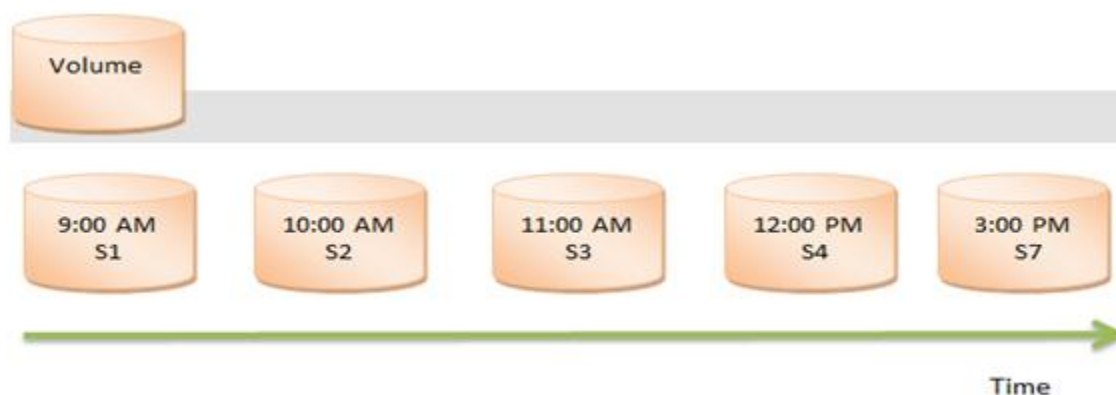 Volume
9:00 AM
S1
10:00 AM
S2
11:00 AM
S3
12:00 PM
S4
3:00 PM
S7
Time